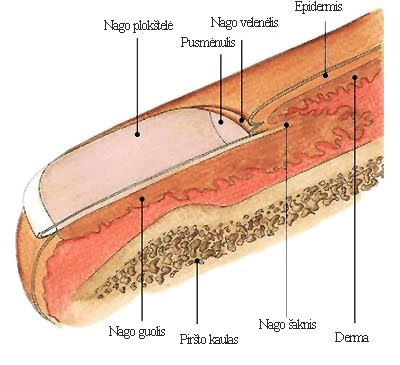 Epidermis
Nago velenėlis
Nago plokštelė
Pusmėnulis
Nago guolis
Piršto kaulas
Nago šaknis
Derma